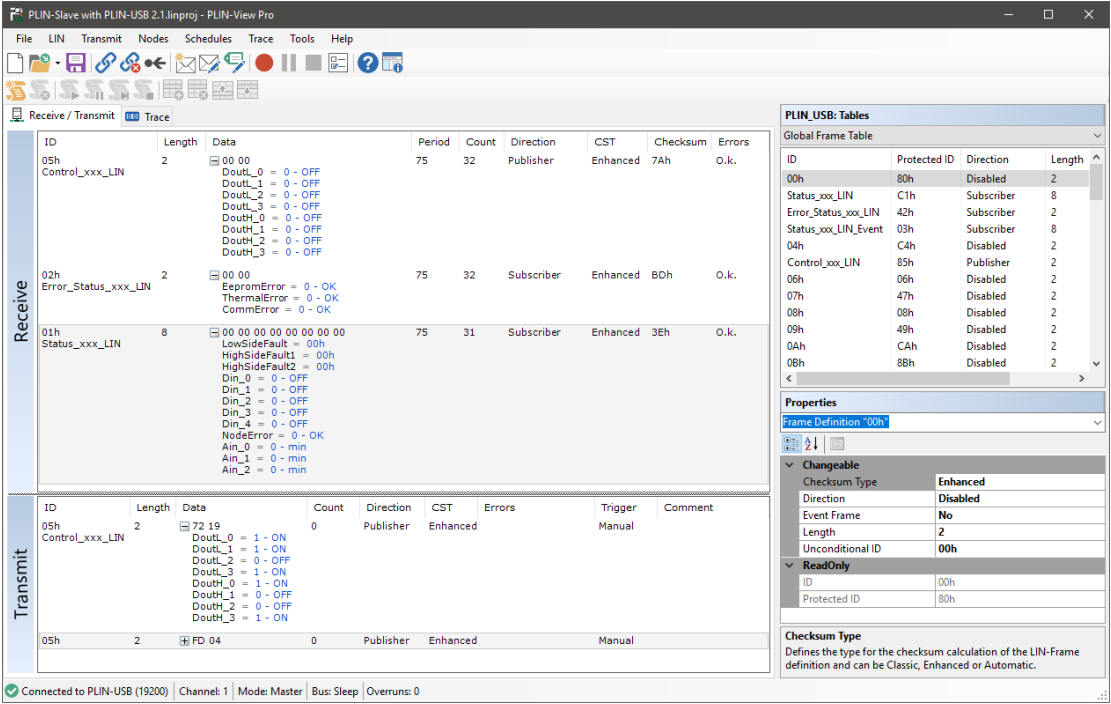 PLIN-Slave with PLIN-USB 2.1.linproj - PLIN-View Pro
File LIN Transmit Nodes Schedules Trace Tools Help
Receive / Transmit Trace
Receive
ID Length Data Period Count Direction CST Checksum Errors
05h 2 00 00 75 32 Publisher Enhanced 7Ah O.k.
Control_xxx_LIN DoutL_0 = 0 - OFF
DoutL_1 = 0 - OFF
DoutL_2 = 0 - OFF
DoutL_3 = 0 - OFF
DoutH_0 = 0 - OFF
DoutH_1 = 0 - OFF
DoutH_2 = 0 - OFF
DoutH_3 = 0 - OFF
02h 2 00 00 75 32 Subscriber Enhanced BDh O.k.
Error_Status_xxx_LIN EepromError = 0 - OK
ThermalError = 0 - OK
CommError = 0 - OK
01h 8 00 00 00 00 00 00 00 00 75 31 Subscriber Enhanced 3Eh O.k.
Status_xxx_LIN LowSideFault = 00h
HighSideFault1 = 00h
HighSideFault2 = 00h
Din_0 = 0 - OFF
Din_1 = 0 - OFF
Din_2 = 0 - OFF
Din_3 = 0 - OFF
Din_4 = 0 - OFF
NodeError = 0 - OK
Ain_0 = 0 - min
Ain_1 = 0 - min
Ain_2 = 0 - min
Transmit
ID Length Data Count Direction CST Errors Trigger Comment
05h 2 72 19 0 Publisher Enhanced Manual
Control_xxx_LIN DoutL_0 = 1 - ON
DoutL_1 = 1 - ON
DoutL_2 = 0 - OFF
DoutL_3 = 1 - ON
DoutH_0 = 1 - ON
DoutH_1 = 0 - OFF
DoutH_2 = 0 - OFF
DoutH_3 = 1 - ON
05h 2 FD 04 0 Publisher Enhanced Manual
PLIN_USB: Tables
Global Frame Table
ID Protected ID Direction Length
00h 80h Disabled 2
Status_xxx_LIN C1h Subscriber 8
Error_Status_xxx_LIN 42h Subscriber 2
Status_xxx_LIN_Event 03h Subscriber 8
04h C4h Disabled 2
Control_xxx_LIN 85h Publisher 2
06h 06h Disabled 2
07h 47h Disabled 2
08h 08h Disabled 2
09h 49h Disabled 2
0Ah CAh Disabled 2
0Bh 8Bh Disabled 2
Properties
Frame Definition "00h"
Changeable
Checksum Type Enhanced
Direction Disabled
Event Frame No
Length 2
Unconditional ID 00h
ReadOnly
ID 00h
Protected ID 80h
Checksum Type
Defines the type for the checksum calculation of the LIN-Frame
definition and can be Classic, Enhanced or Automatic.
Connected to PLIN-USB (19200) Channel: 1 Mode: Master Bus: Sleep Overruns: 0